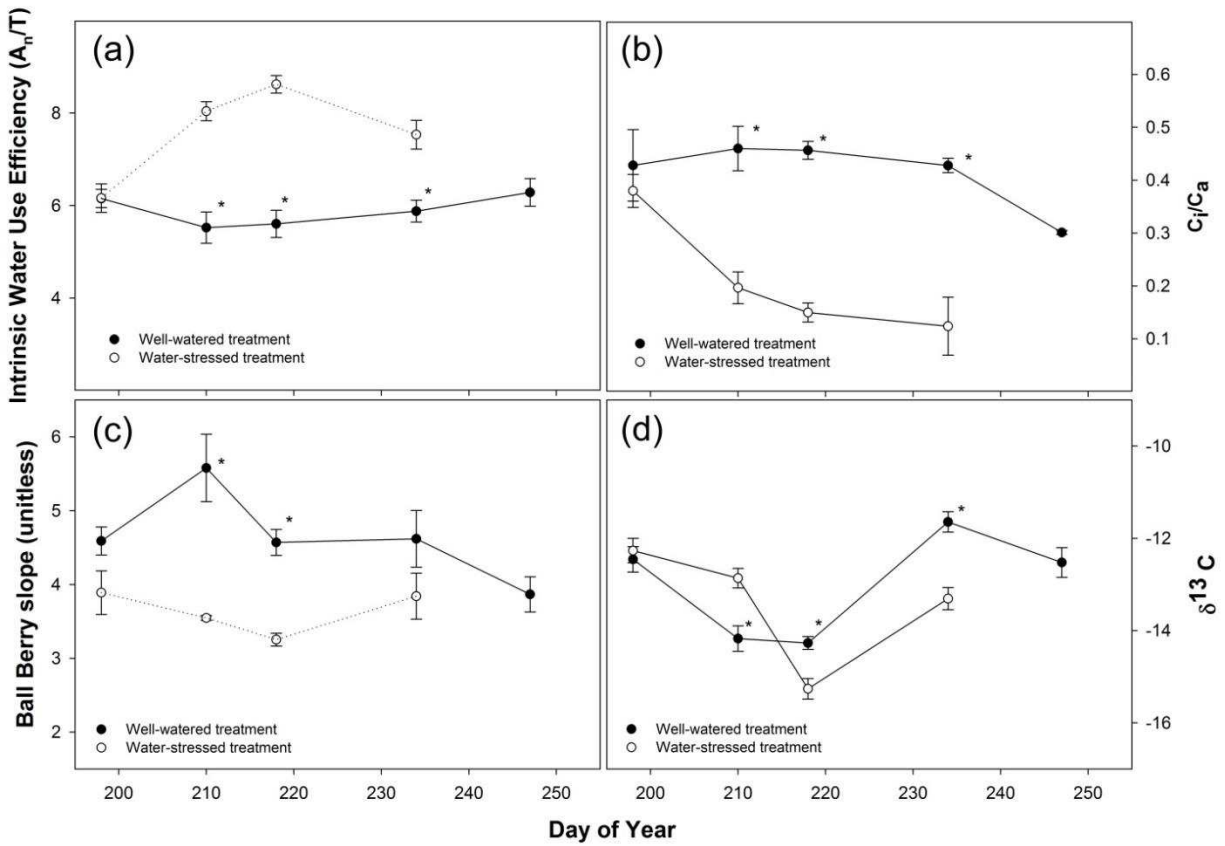 Intrinsic Water Use Efficiency (An/T)
(a)
8
6
4
Well-watered treatment
Water-stressed treatment
*
*
*
(b)
0.6
0.5
0.4
0.3
0.2
0.1
Ci/Ca
Well-watered treatment
Water-stressed treatment
*
*
*
Ball Berry slope (unitless)
(c)
6
5
4
3
2
Well-watered treatment
Water-stressed treatment
*
*
200 210 220 230 240 250
(d)
-10
-12
-14
-16
δ13 C
Well-watered treatment
Water-stressed treatment
*
*
*
200 210 220 230 240 250
Day of Year